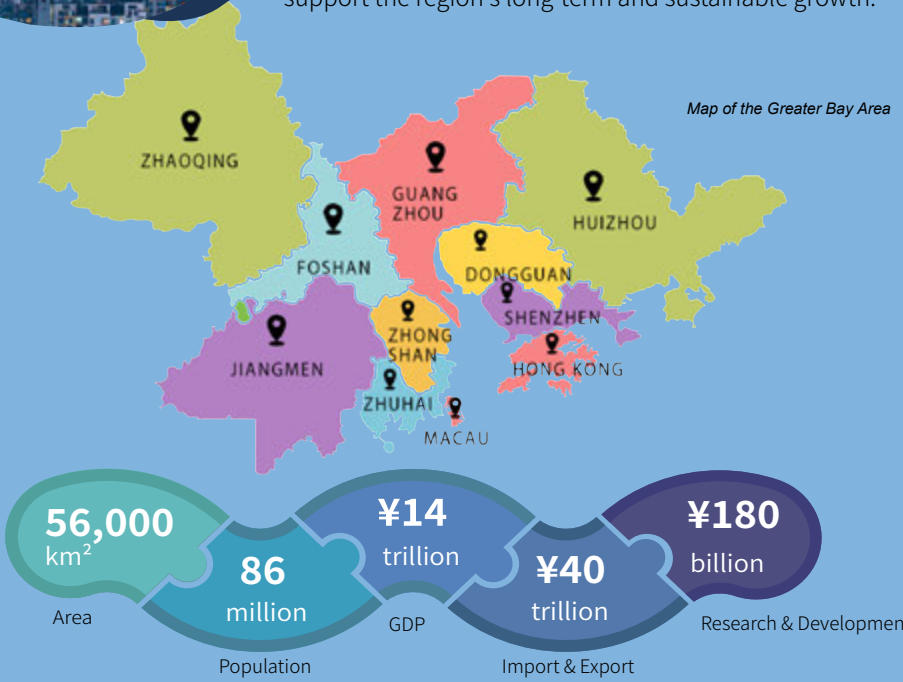 support the region's long-term and sustainable growth.
Map of the Greater Bay Area
ZHAOQING
GUANG
ZHOU
HUIZHOU
FOSHAN
DONGGUAN
SHENZHEN
ZHONG
SHAN
JIANGMEN
HONG KONG
ZHUHAI
MACAU
56,000
km²
Area
86
million
Population
¥14
trillion
GDP
¥40
trillion
Import & Export
¥180
billion
Research & Developmen